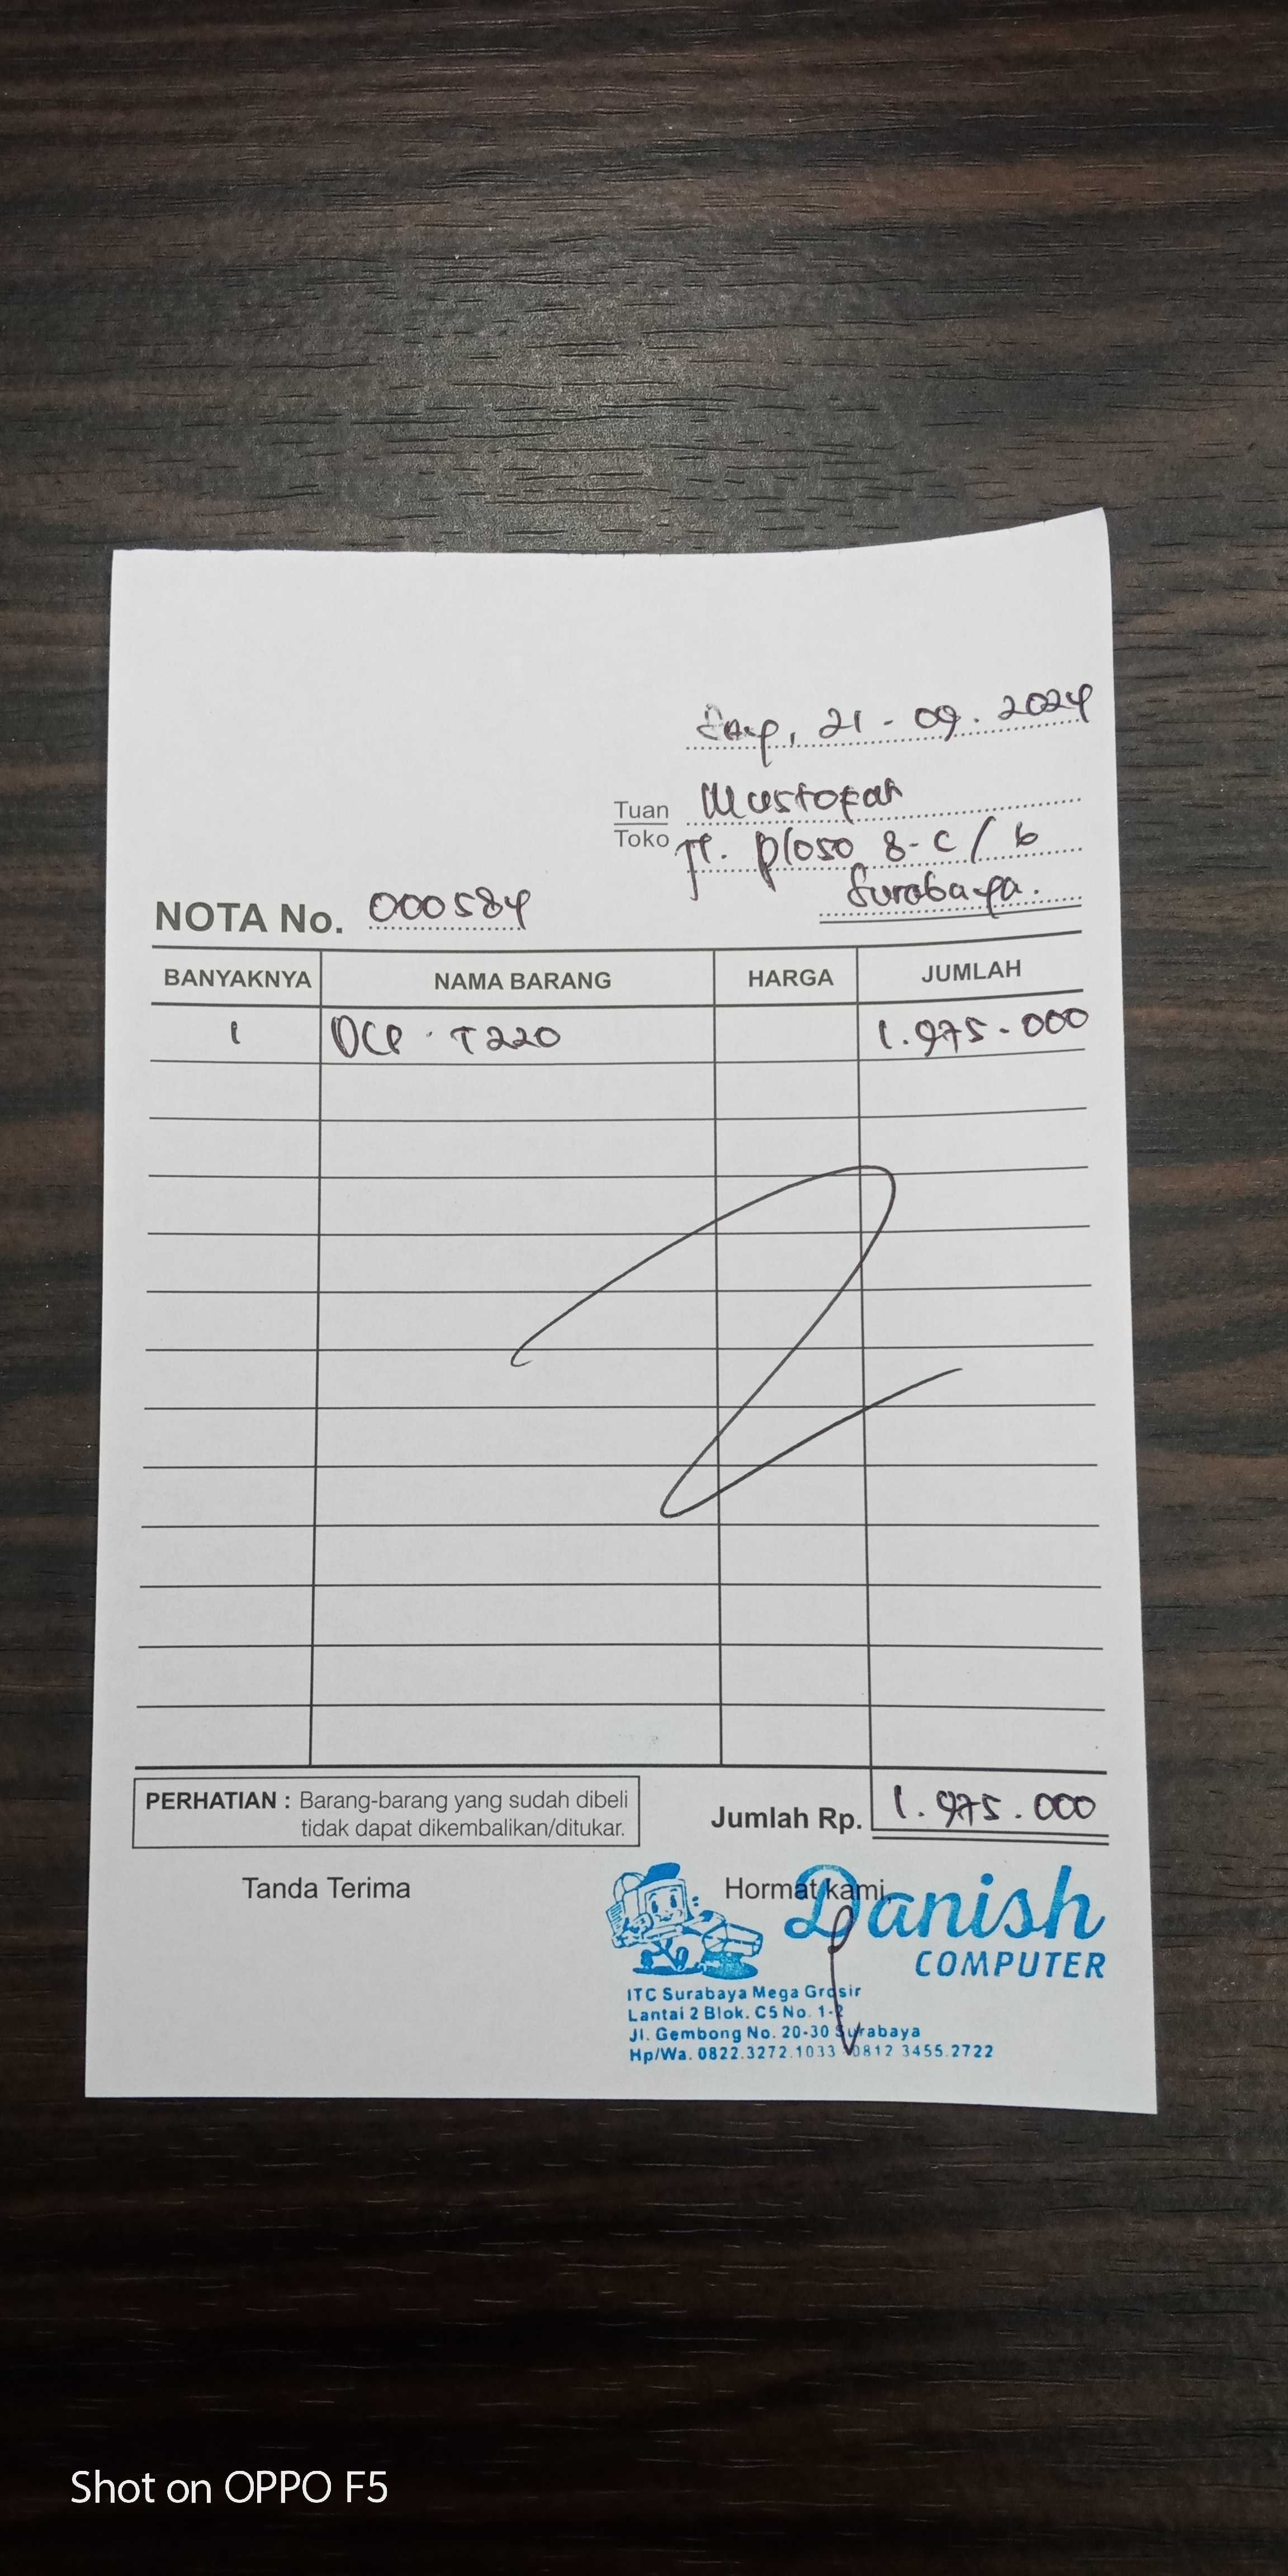 Say, 21 - 09 . 2024
Tuan Mustofah
Toko Jl. Ploso 8-C / 6
Surabaya.
NOTA No. 000584
BANYAKNYA NAMA BARANG HARGA JUMLAH
1 DCP . T220 1.975.000
PERHATIAN : Barang-barang yang sudah dibeli
tidak dapat dikembalikan/ditukar.
Jumlah Rp. 1.975.000
Tanda Terima Hormat kami,
Danish
COMPUTER
ITC Surabaya Mega Grosir
Lantai 2 Blok. C5 No. 1-2
Jl. Gembong No. 20-30 Surabaya
Hp/Wa. 0822.3272.1033 0812 3455.2722
Shot on OPPO F5